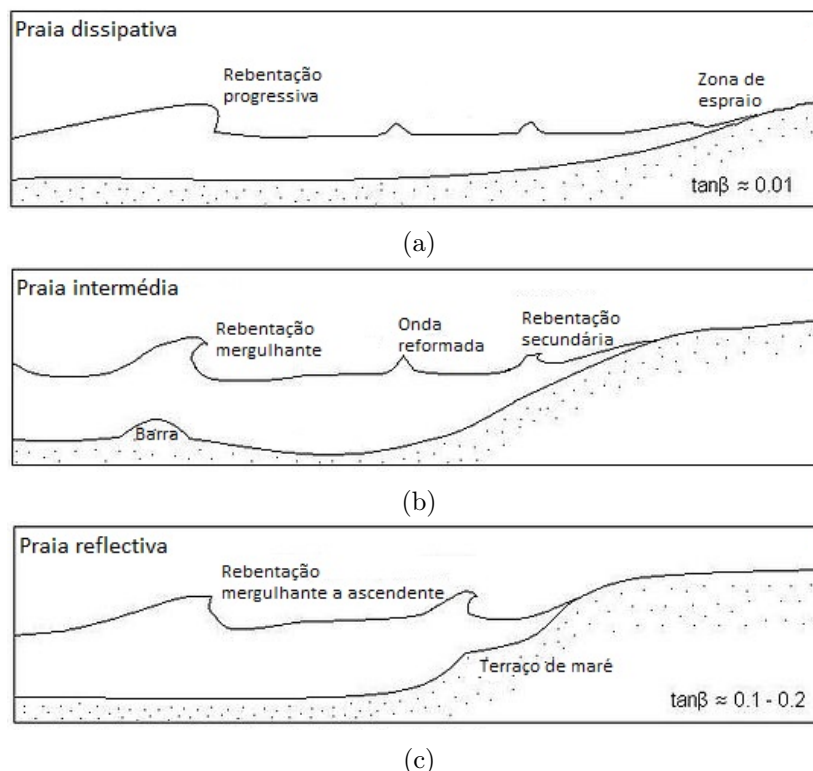 Praia dissipativa
Rebentação
progressiva
Zona de
espraio
tanβ ≈ 0.01
(a)
Praia intermédia
Rebentação
mergulhante
Onda
reformada
Rebentação
secundária
Barra
(b)
Praia reflectiva
Rebentação
mergulhante a ascendente
Terraço de maré
tanβ ≈ 0.1 - 0.2
(c)